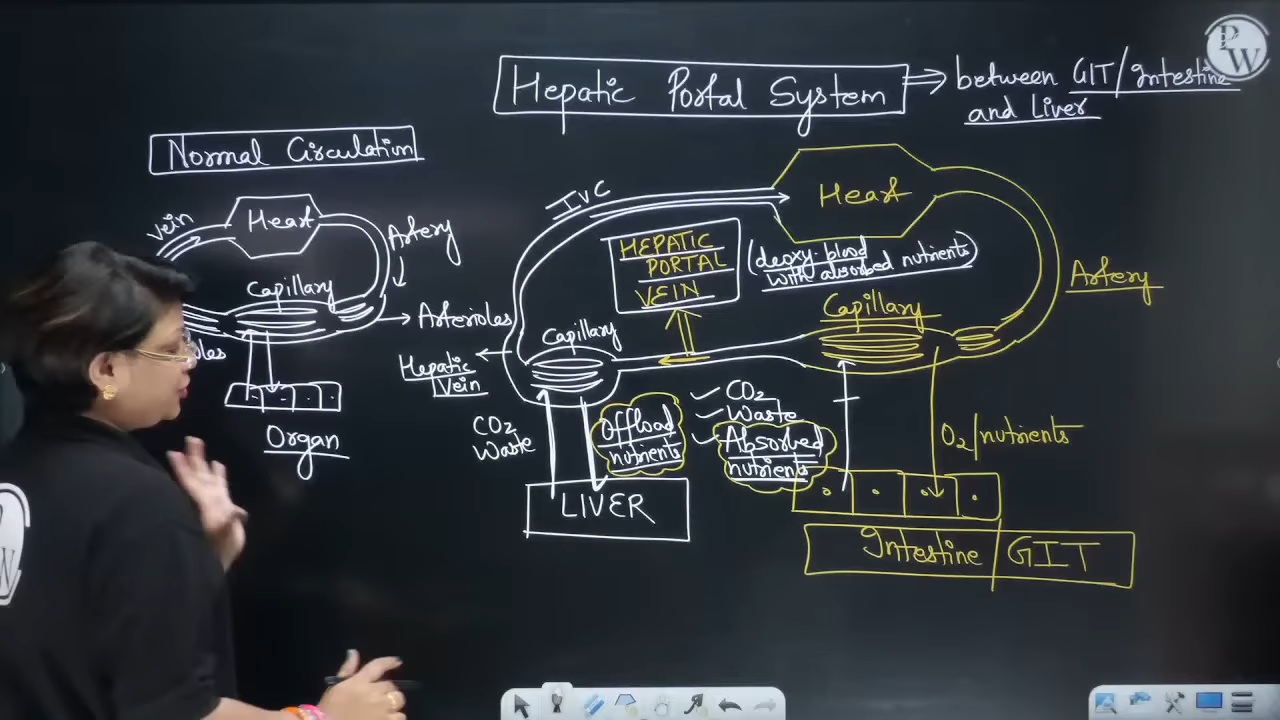 PW
Hepatic Portal System
between GIT/Intestine
and Liver
Normal Circulation
Vein
Heart
Artery
Capillary
Arterioles
Organ
IVC
Heart
HEPATIC
PORTAL
VEIN
(deoxy. blood
with absorbed nutrients)
Capillary
Artery
Capillary
Hepatic
Vein
CO2
Waste
Offload
nutrients
CO2
Waste
Absorbed
nutrients
O2/nutrients
LIVER
Intestine GIT
W